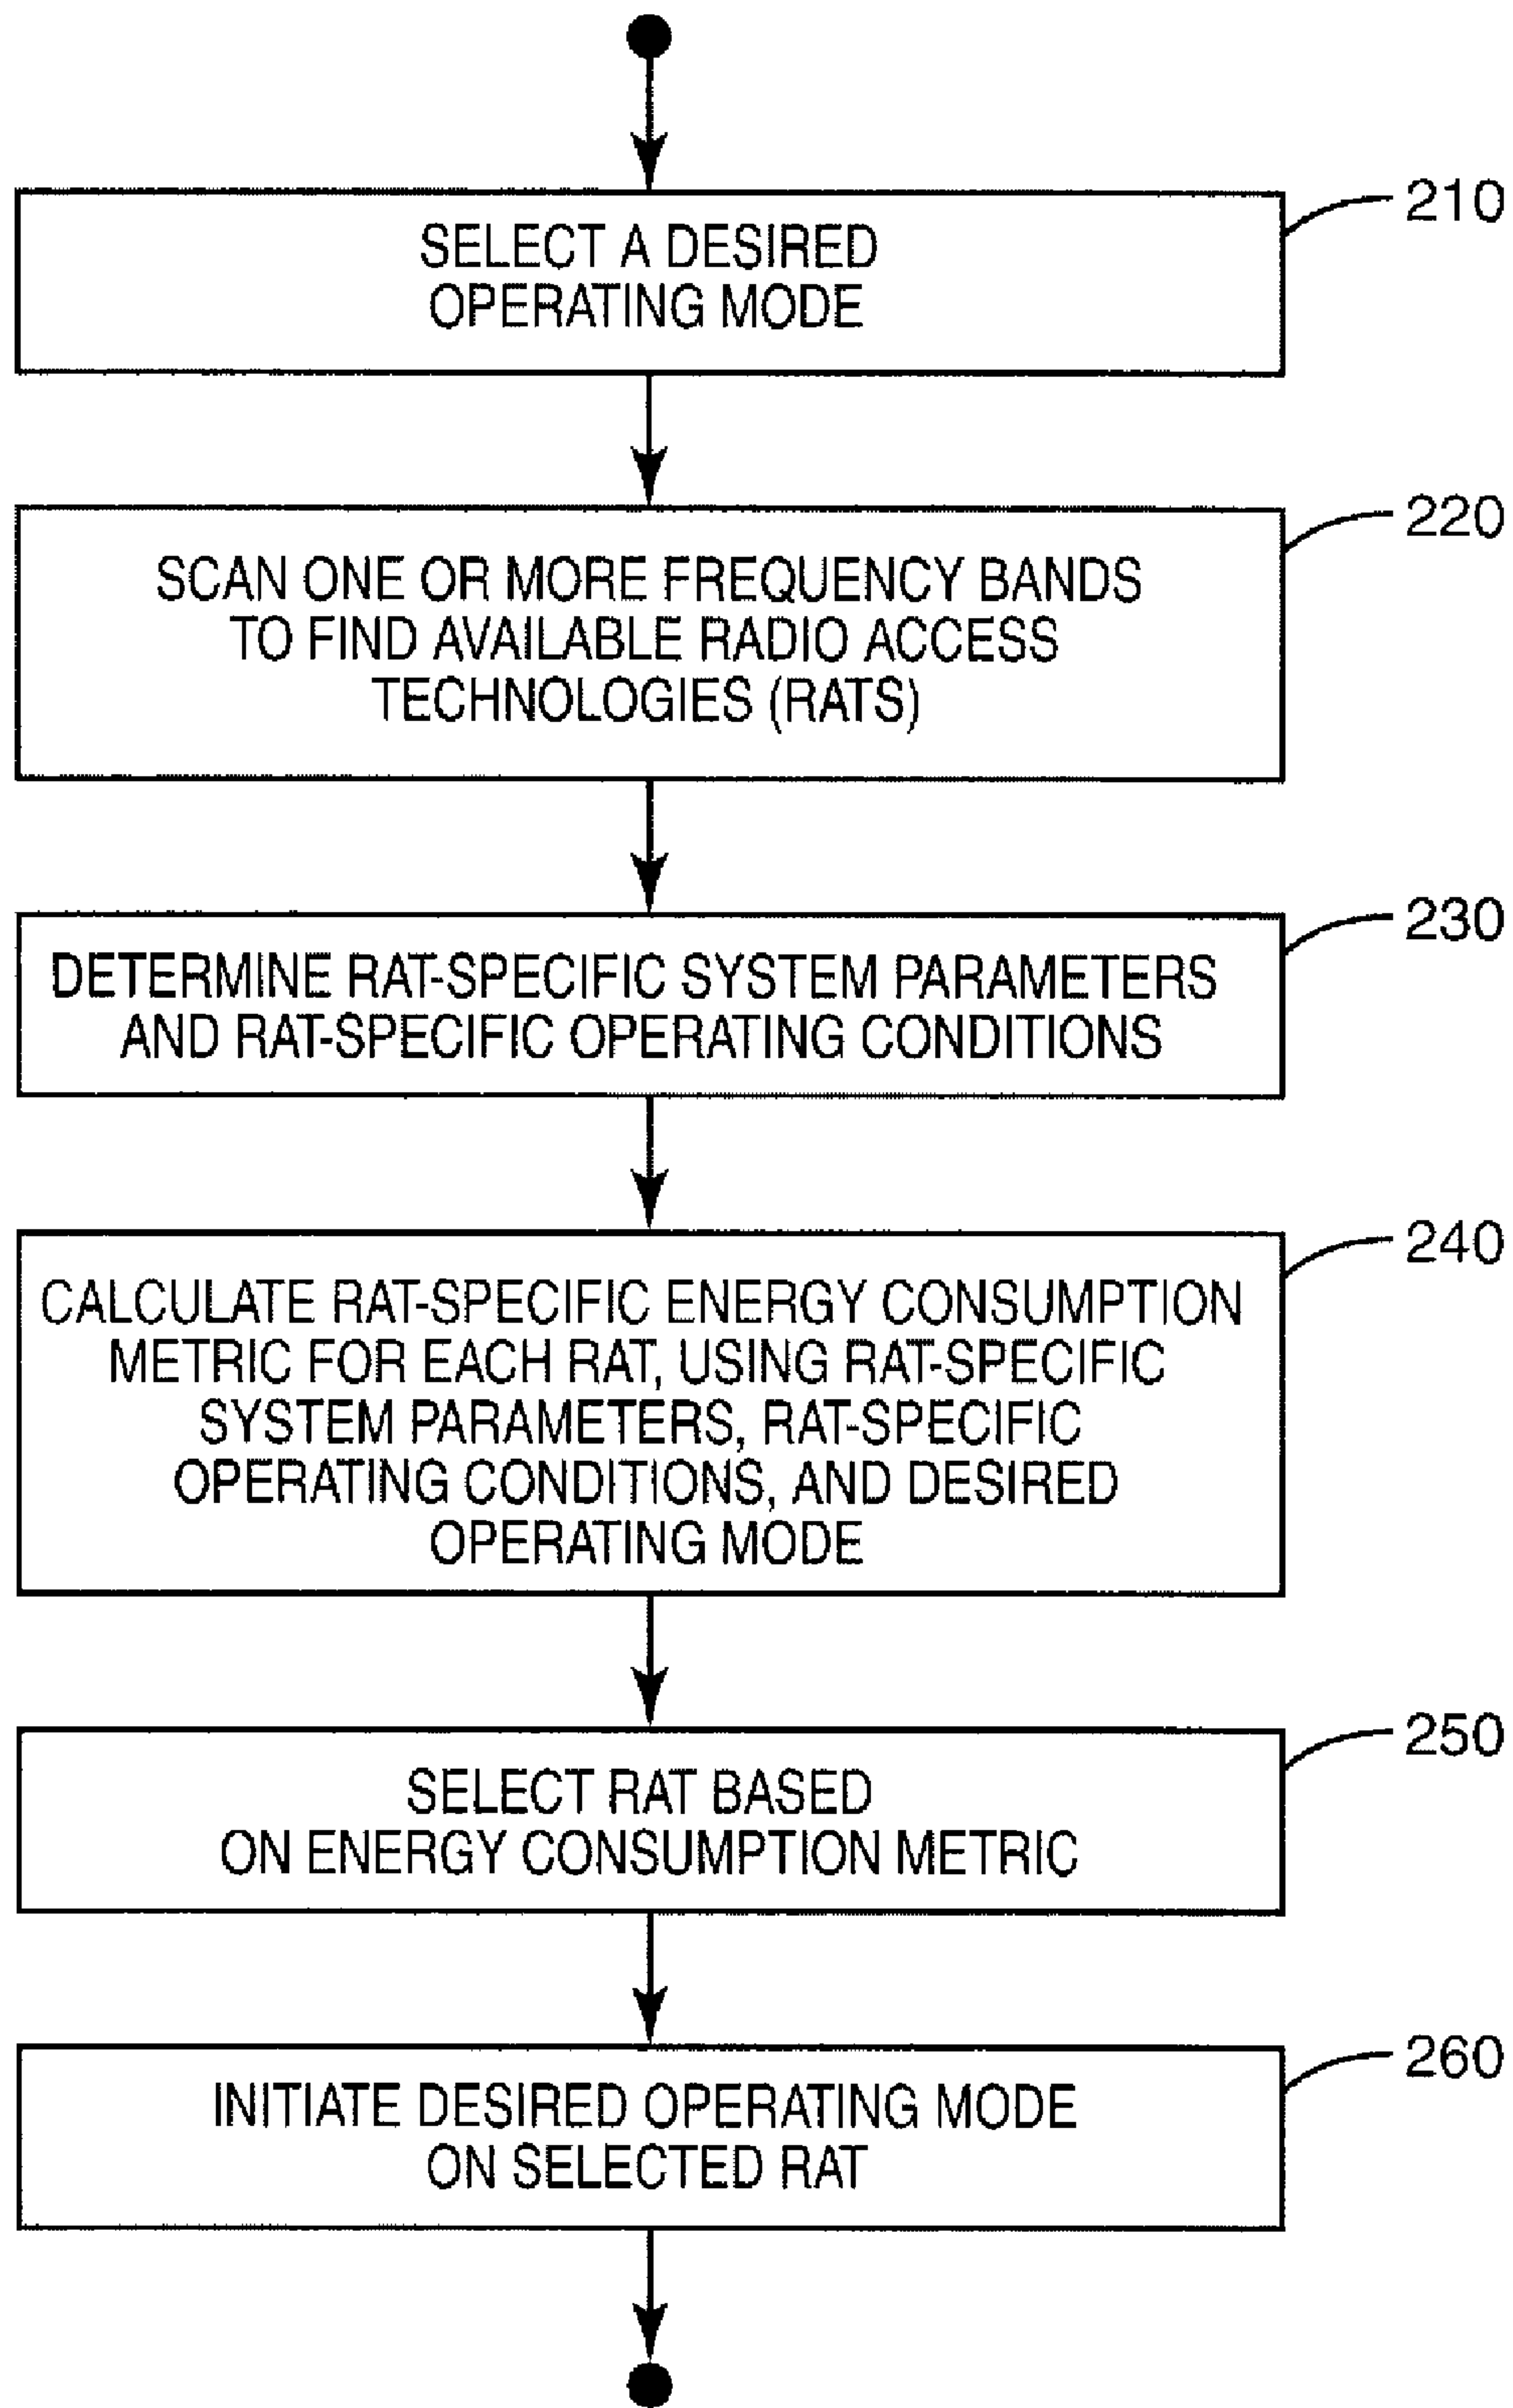 210
SELECT A DESIRED
OPERATING MODE
220
SCAN ONE OR MORE FREQUENCY BANDS
TO FIND AVAILABLE RADIO ACCESS
TECHNOLOGIES (RATS)
230
DETERMINE RAT-SPECIFIC SYSTEM PARAMETERS
AND RAT-SPECIFIC OPERATING CONDITIONS
240
CALCULATE RAT-SPECIFIC ENERGY CONSUMPTION
METRIC FOR EACH RAT, USING RAT-SPECIFIC
SYSTEM PARAMETERS, RAT-SPECIFIC
OPERATING CONDITIONS, AND DESIRED
OPERATING MODE
250
SELECT RAT BASED
ON ENERGY CONSUMPTION METRIC
260
INITIATE DESIRED OPERATING MODE
ON SELECTED RAT